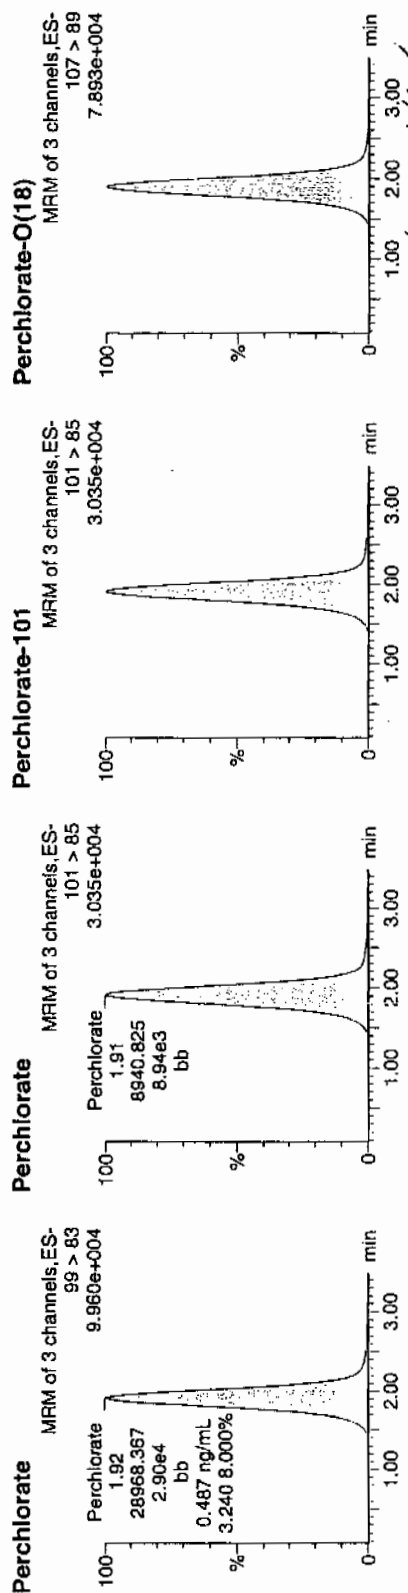 Perchlorate
MRM of 3 channels,ES-
99 > 83
9.960e+004
100
%
0
Perchlorate
1.92
28968.367
2.90e4
bb
0.487 ng/mL
3.240 8.000%
1.00
2.00
3.00
min
Perchlorate
MRM of 3 channels,ES-
101 > 85
3.035e+004
100
%
0
Perchlorate
1.91
8940.825
8.94e3
bb
1.00
2.00
3.00
min
Perchlorate-101
MRM of 3 channels,ES-
101 > 85
3.035e+004
100
%
0
1.00
2.00
3.00
min
Perchlorate-O(18)
MRM of 3 channels,ES-
107 > 89
7.893e+004
100
%
0
1.00
2.00
3.00
min